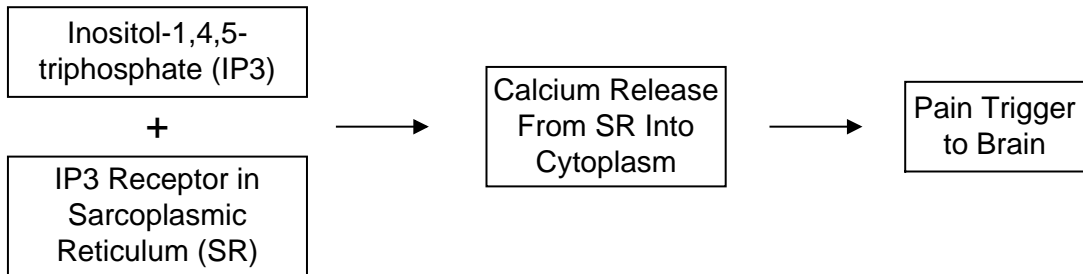 Inositol-1,4,5-
triphosphate (IP3)
+
IP3 Receptor in
Sarcoplasmic
Reticulum (SR)
Calcium Release
From SR Into
Cytoplasm
Pain Trigger
to Brain